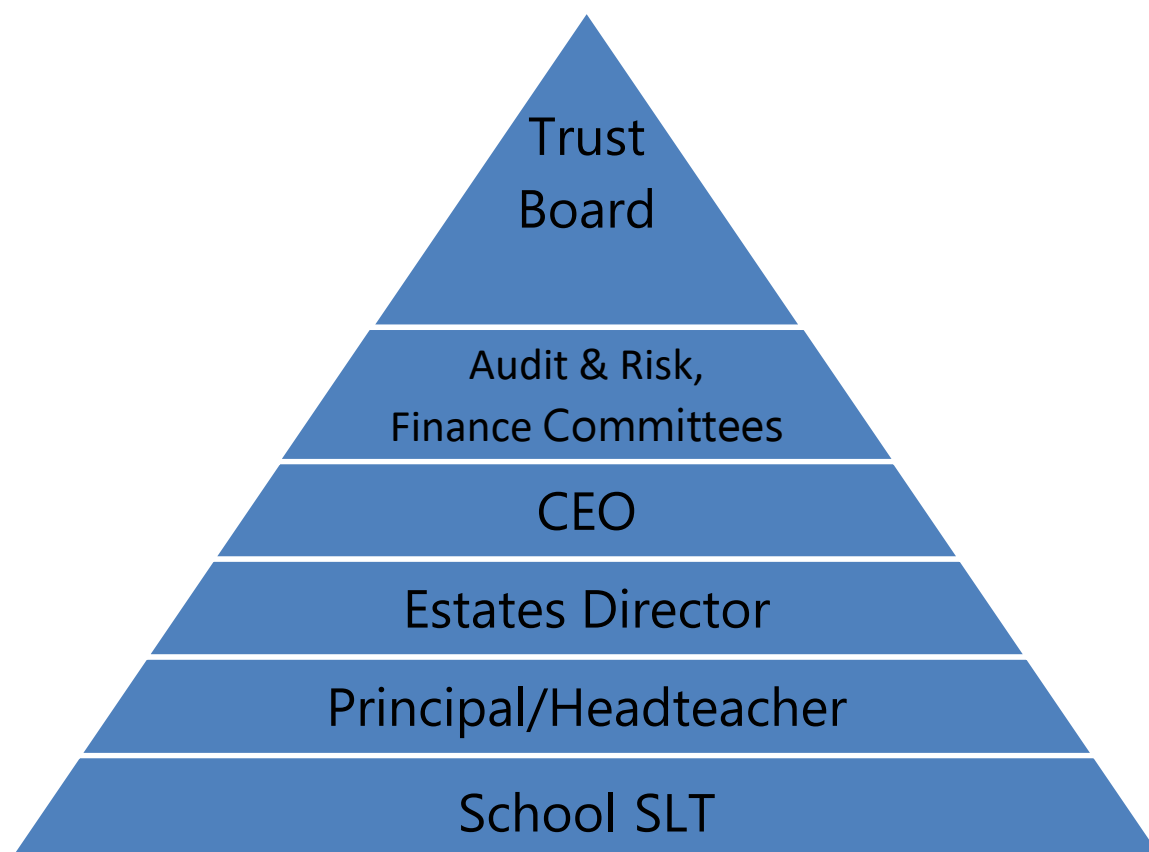 Trust
Board
Audit & Risk,
Finance Committees
CEO
Estates Director
Principal/Headteacher
School SLT